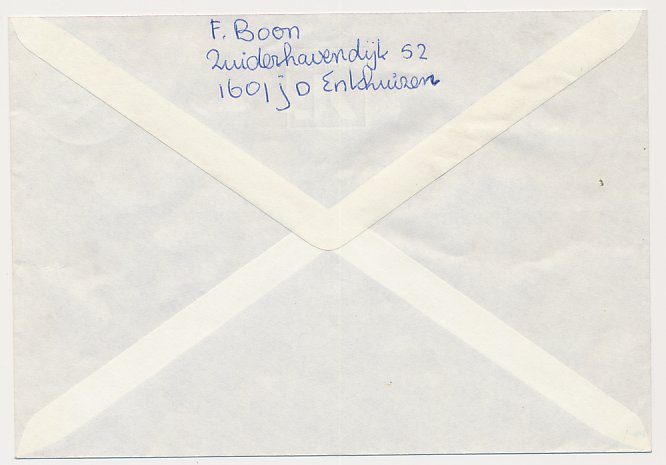 F. Boon
Zuiderhavendijk 52
1601 JD Enkhuizen